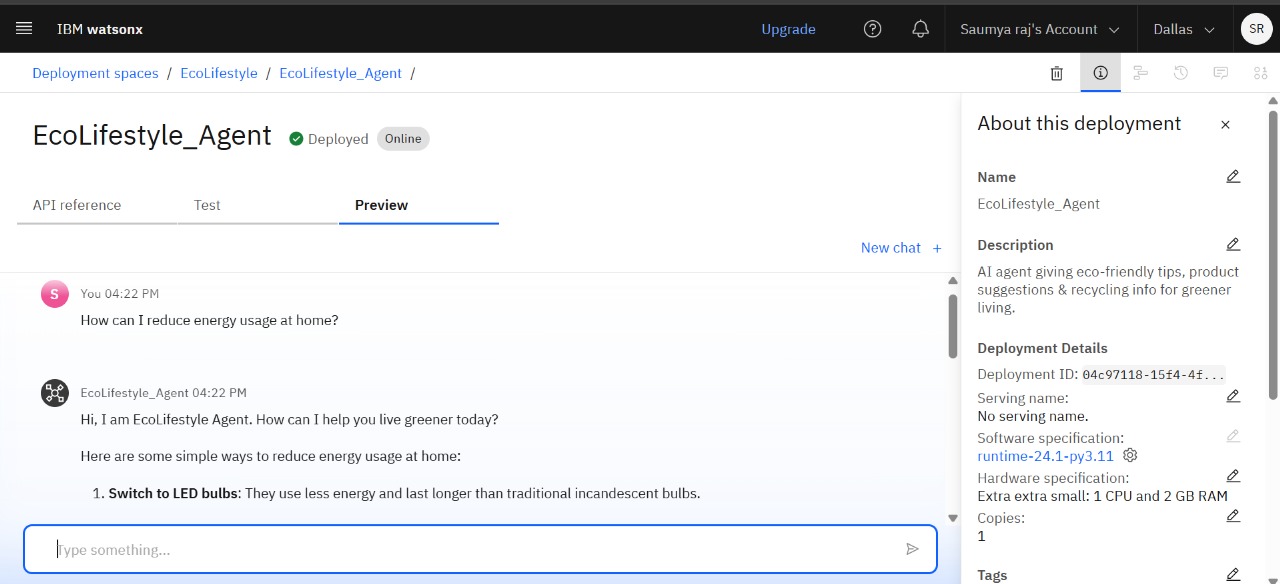 IBM watsonx
Upgrade
Saumya raj's Account
Dallas
SR
Deployment spaces / EcoLifestyle / EcoLifestyle_Agent /
EcoLifestyle_Agent
Deployed
Online
API reference
Test
Preview
New chat +
S
You 04:22 PM
How can I reduce energy usage at home?
EcoLifestyle_Agent 04:22 PM
Hi, I am EcoLifestyle Agent. How can I help you live greener today?
Here are some simple ways to reduce energy usage at home:
1. Switch to LED bulbs: They use less energy and last longer than traditional incandescent bulbs.
Type something...
About this deployment
Name
EcoLifestyle_Agent
Description
AI agent giving eco-friendly tips, product
suggestions & recycling info for greener
living.
Deployment Details
Deployment ID: 04c97118-15f4-4f...
Serving name:
No serving name.
Software specification:
runtime-24.1-py3.11
Hardware specification:
Extra extra small: 1 CPU and 2 GB RAM
Copies:
1
Tags